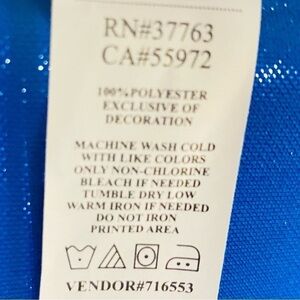 RN#37763
CA#55972
100%POLYESTER
EXCLUSIVE OF
DECORATION
MACHINE WASH COLD
WITH LIKE COLORS
ONLY NON-CHLORINE
BLEACH IF NEEDED
TUMBLE DRY LOW
WARM IRON IF NEEDED
DO NOT IRON
PRINTED AREA
VENDOR#716553